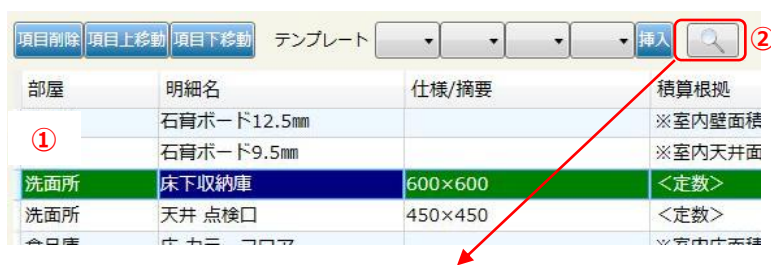 項目削除 項目上移動 項目下移動 テンプレート 挿入 ②
部屋 明細名 仕様/摘要 積算根拠
① 石膏ボード12.5㎜ ※室内壁面積
石膏ボード9.5㎜ ※室内天井面
洗面所 床下収納庫 600×600 <定数>
洗面所 天井 点検口 450×450 <定数>